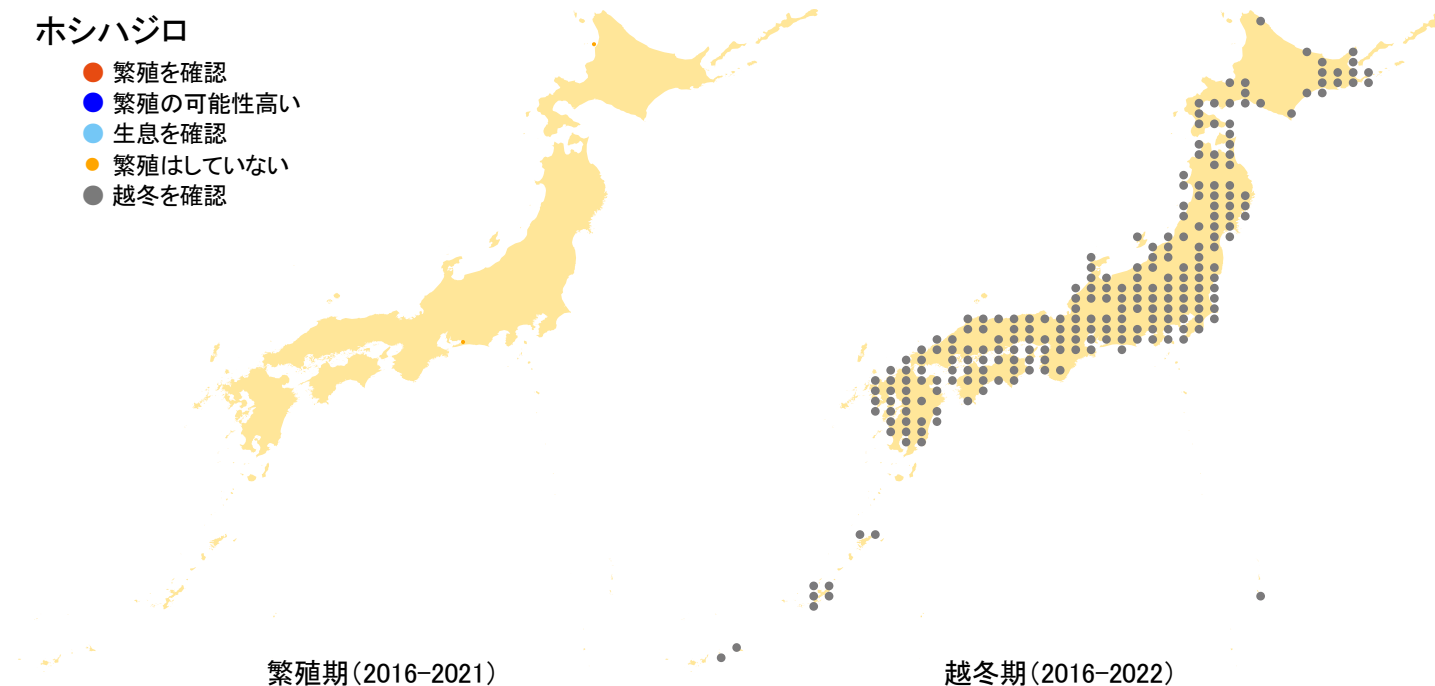 ホシハジロ
繁殖を確認
繁殖の可能性高い
生息を確認
繁殖はしていない
越冬を確認
繁殖期(2016-2021)
越冬期(2016-2022)